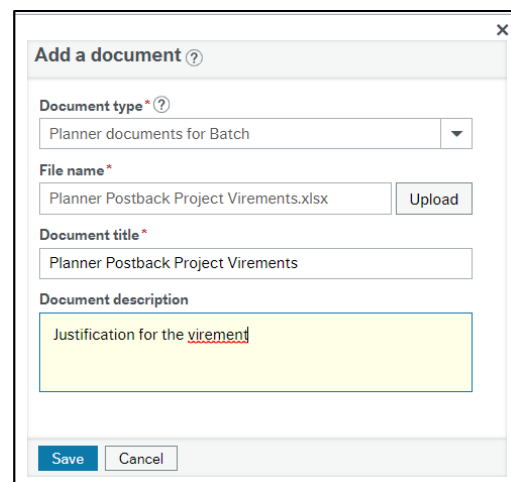 Add a document ?
Document type* ?
Planner documents for Batch
File name*
Planner Postback Project Virements.xlsx Upload
Document title*
Planner Postback Project Virements
Document description
Justification for the virement
Save Cancel